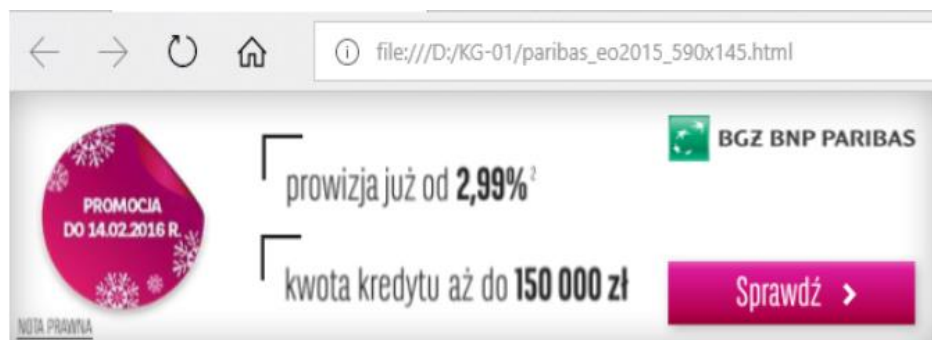 file:///D:/KG-01/paribas_eo2015_590x145.html
PROMOCJA
DO 14.02.2016 R.
prowizja już od 2,99%²
kwota kredytu aż do 150 000 zł
BGŻ BNP PARIBAS
Sprawdź
NOTA PRAWNA